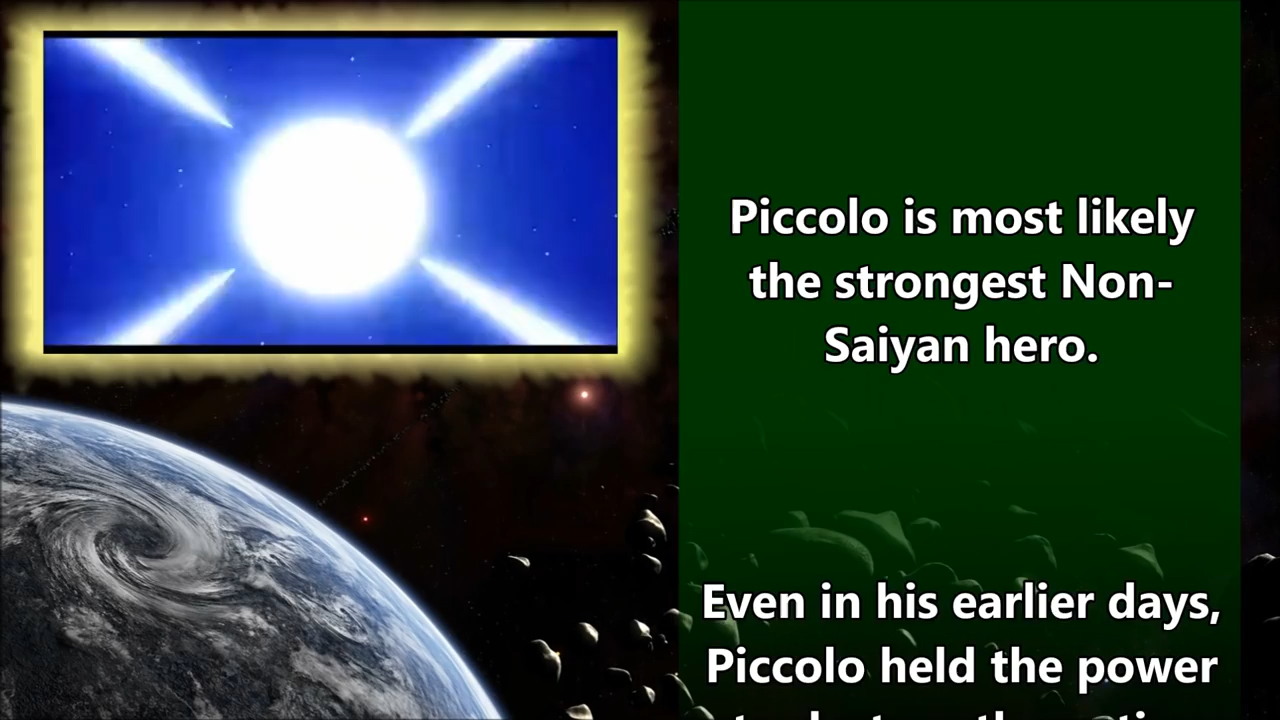 Piccolo is most likely
the strongest Non-
Saiyan hero.
Even in his earlier days,
Piccolo held the power